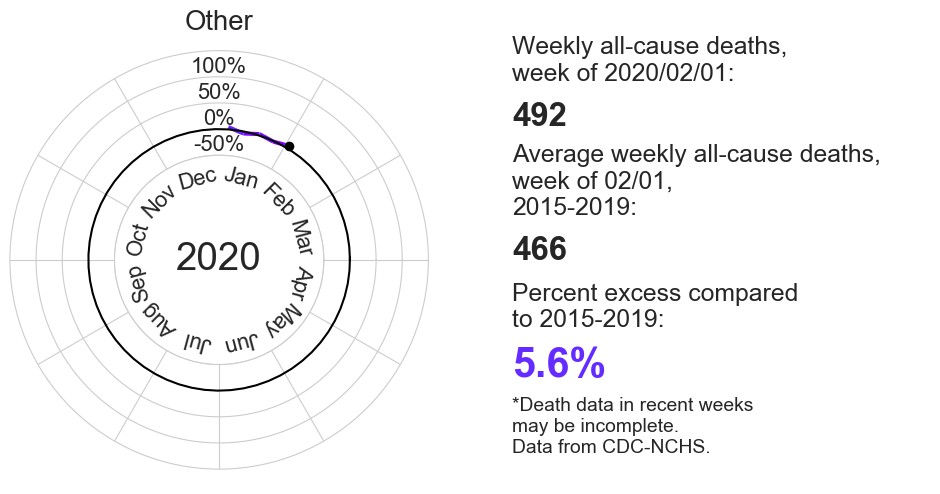 Other
100%
50%
0%
-50%
Jan
Feb
Mar
Apr
May
Jun
Jul
Aug
Sep
Oct
Nov
Dec
2020
Weekly all-cause deaths,
week of 2020/02/01:
492
Average weekly all-cause deaths,
week of 02/01,
2015-2019:
466
Percent excess compared
to 2015-2019:
5.6%
*Death data in recent weeks
may be incomplete.
Data from CDC-NCHS.